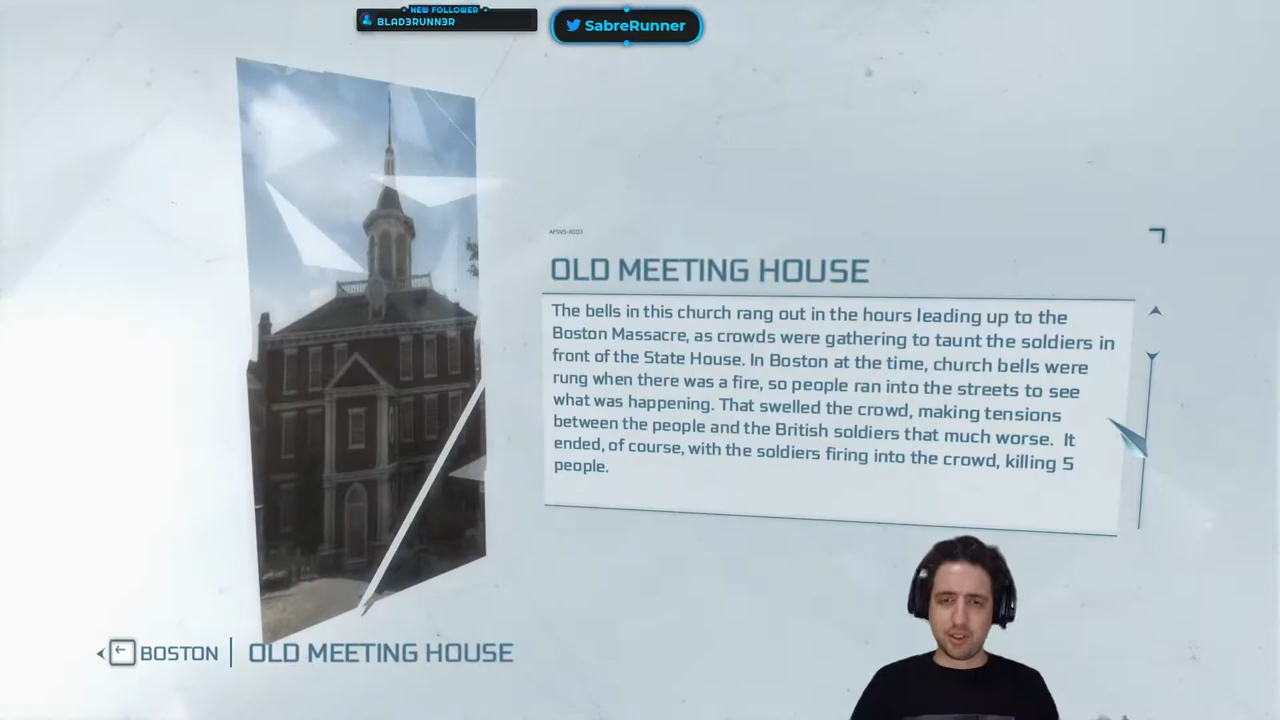 NEW FOLLOWER
BLAD3RUNN3R
SabreRunner
OLD MEETING HOUSE
The bells in this church rang out in the hours leading up to the
Boston Massacre, as crowds were gathering to taunt the soldiers in
front of the State House. In Boston at the time, church bells were
rung when there was a fire, so people ran into the streets to see
what was happening. That swelled the crowd, making tensions
between the people and the British soldiers that much worse.  It
ended, of course, with the soldiers firing into the crowd, killing 5
people.
BOSTON | OLD MEETING HOUSE